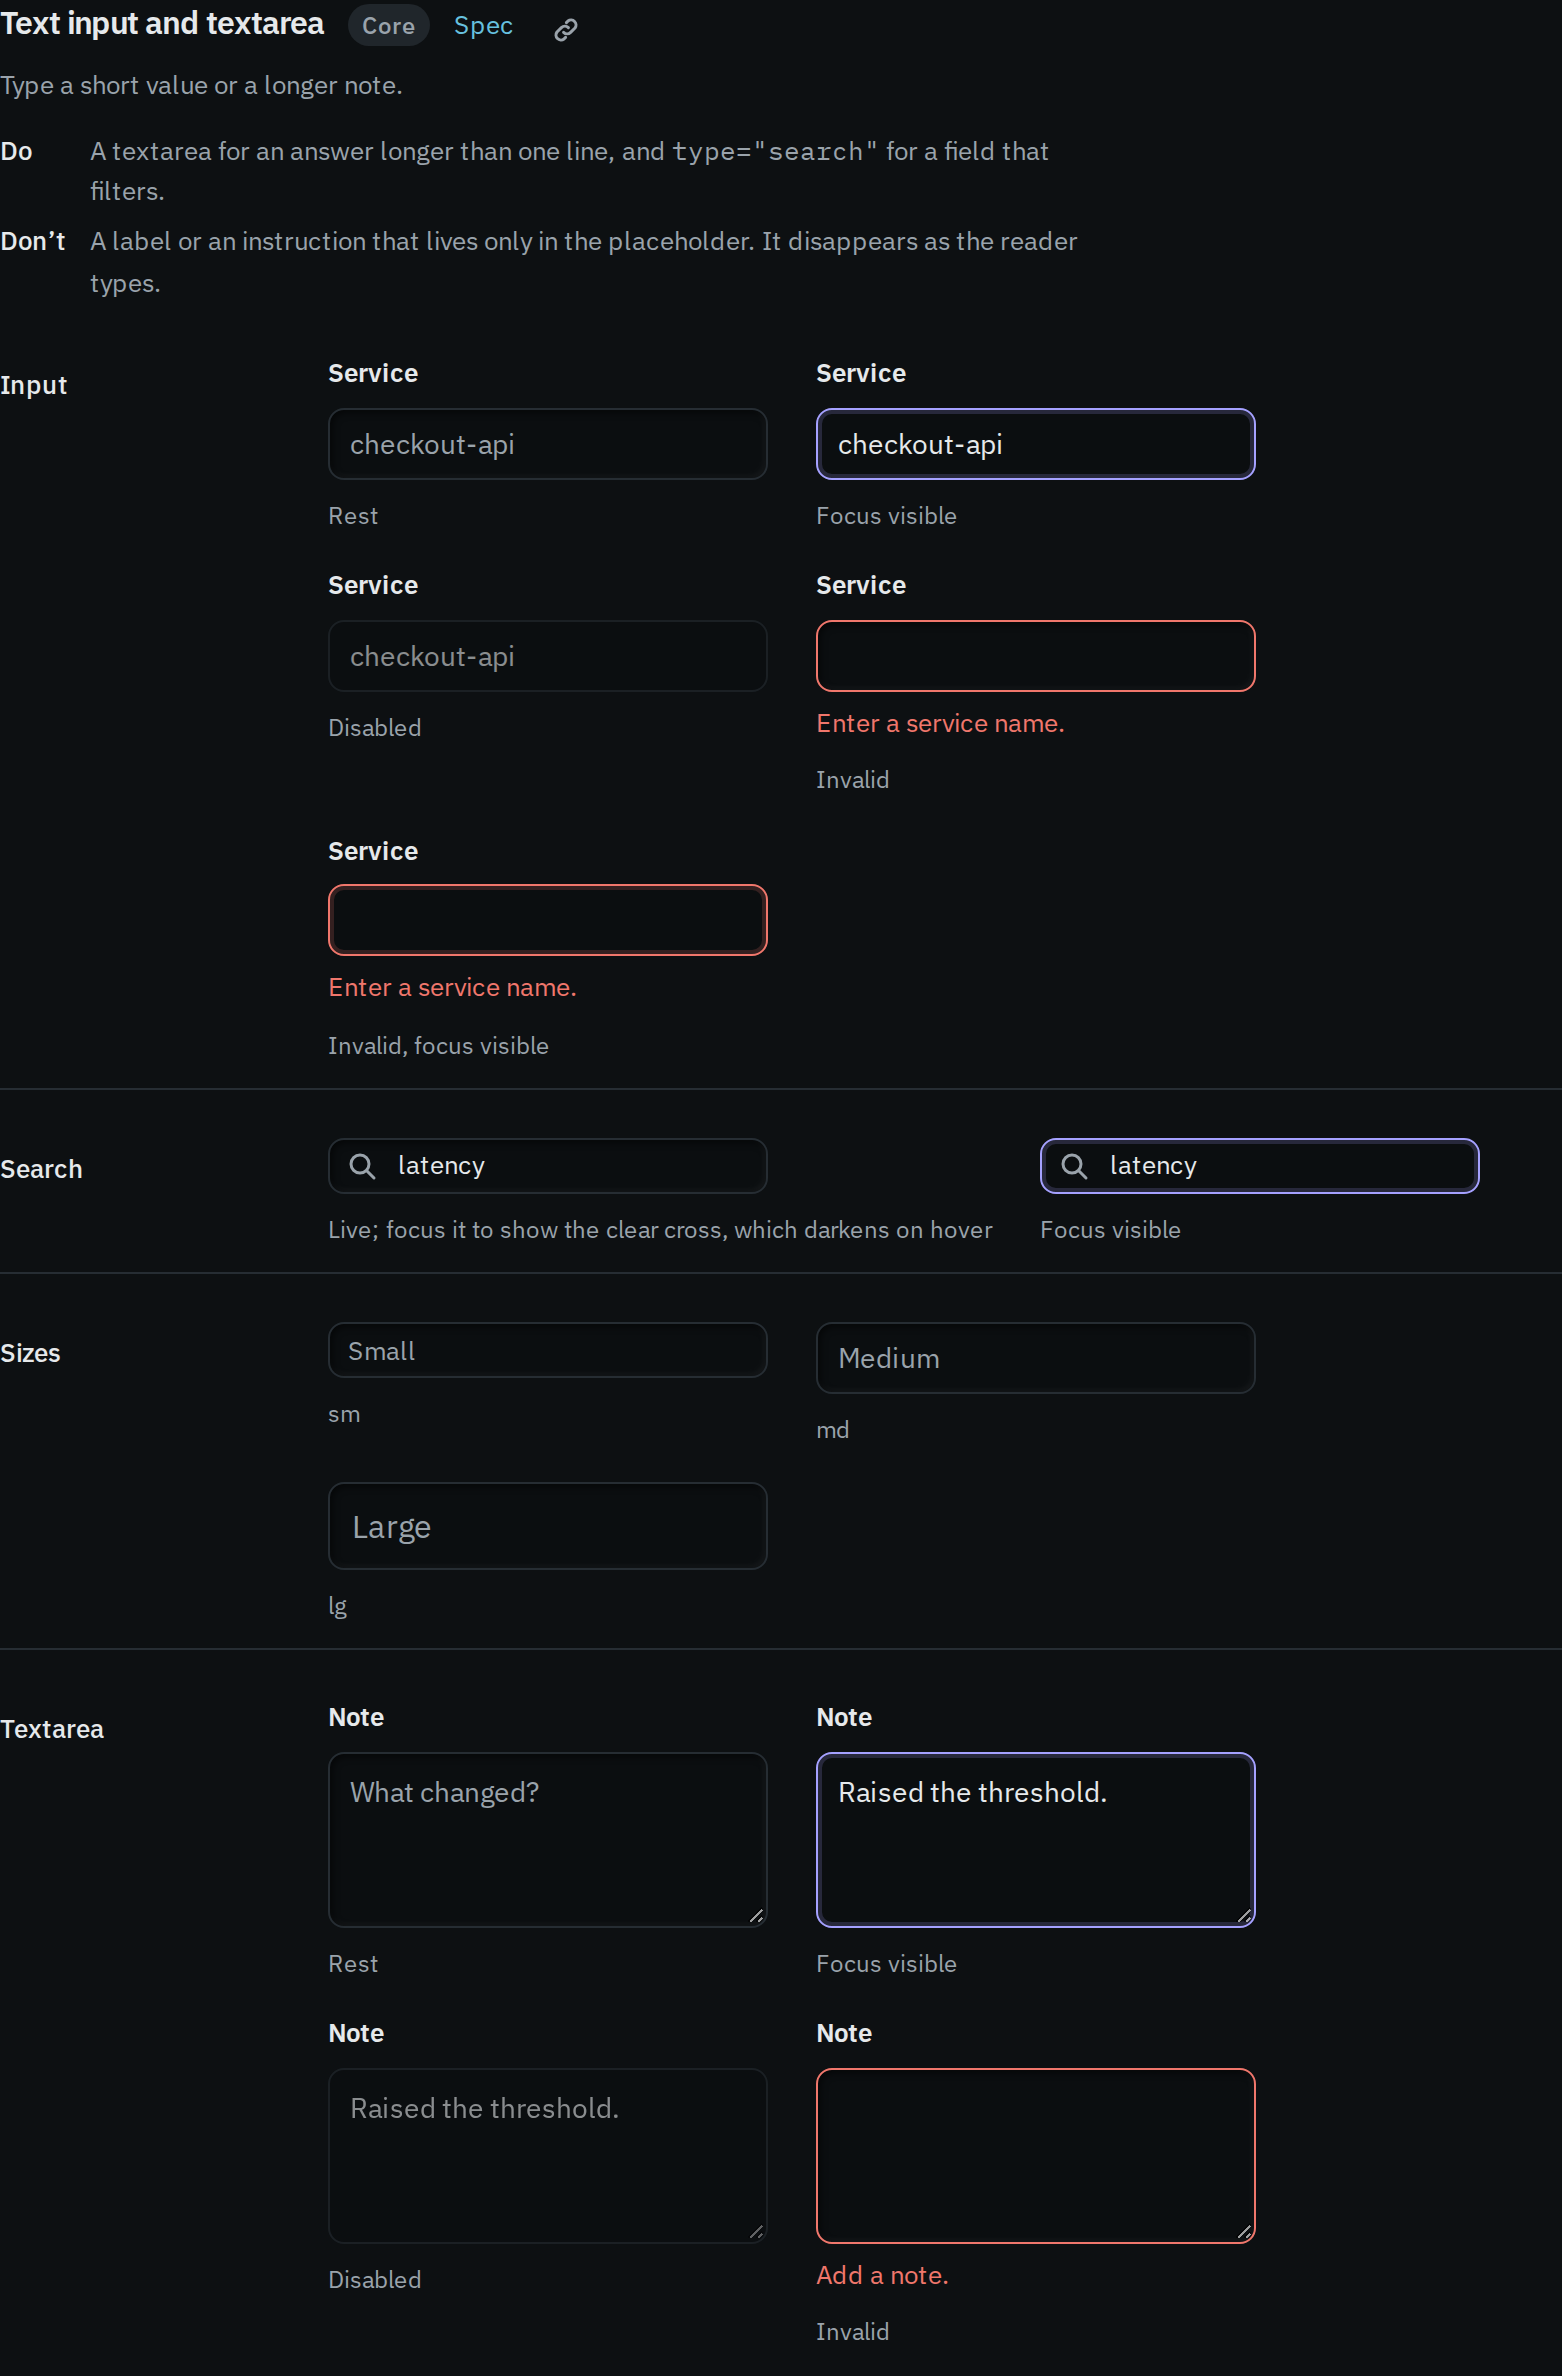 Text input and textarea Core Spec
Type a short value or a longer note.
Do A textarea for an answer longer than one line, and type="search" for a field that
filters.
Don’t A label or an instruction that lives only in the placeholder. It disappears as the reader
types.
Input
Service
checkout-api
Rest
Service
checkout-api
Focus visible
Service
checkout-api
Disabled
Service
Enter a service name.
Invalid
Service
Enter a service name.
Invalid, focus visible
Search
latency
Live; focus it to show the clear cross, which darkens on hover
latency
Focus visible
Sizes
Small
sm
Medium
md
Large
lg
Textarea
Note
What changed?
Rest
Note
Raised the threshold.
Focus visible
Note
Raised the threshold.
Disabled
Note
Add a note.
Invalid